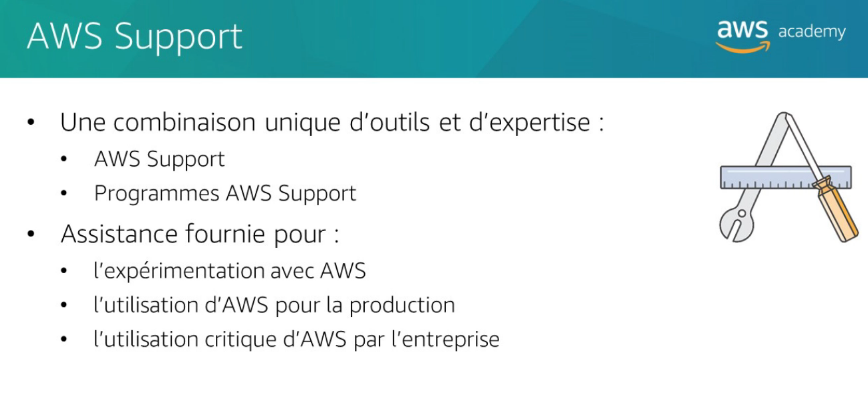 AWS Support
aws academy
• Une combinaison unique d'outils et d'expertise :
• AWS Support
• Programmes AWS Support
• Assistance fournie pour :
• l'expérimentation avec AWS
• l'utilisation d'AWS pour la production
• l'utilisation critique d'AWS par l'entreprise